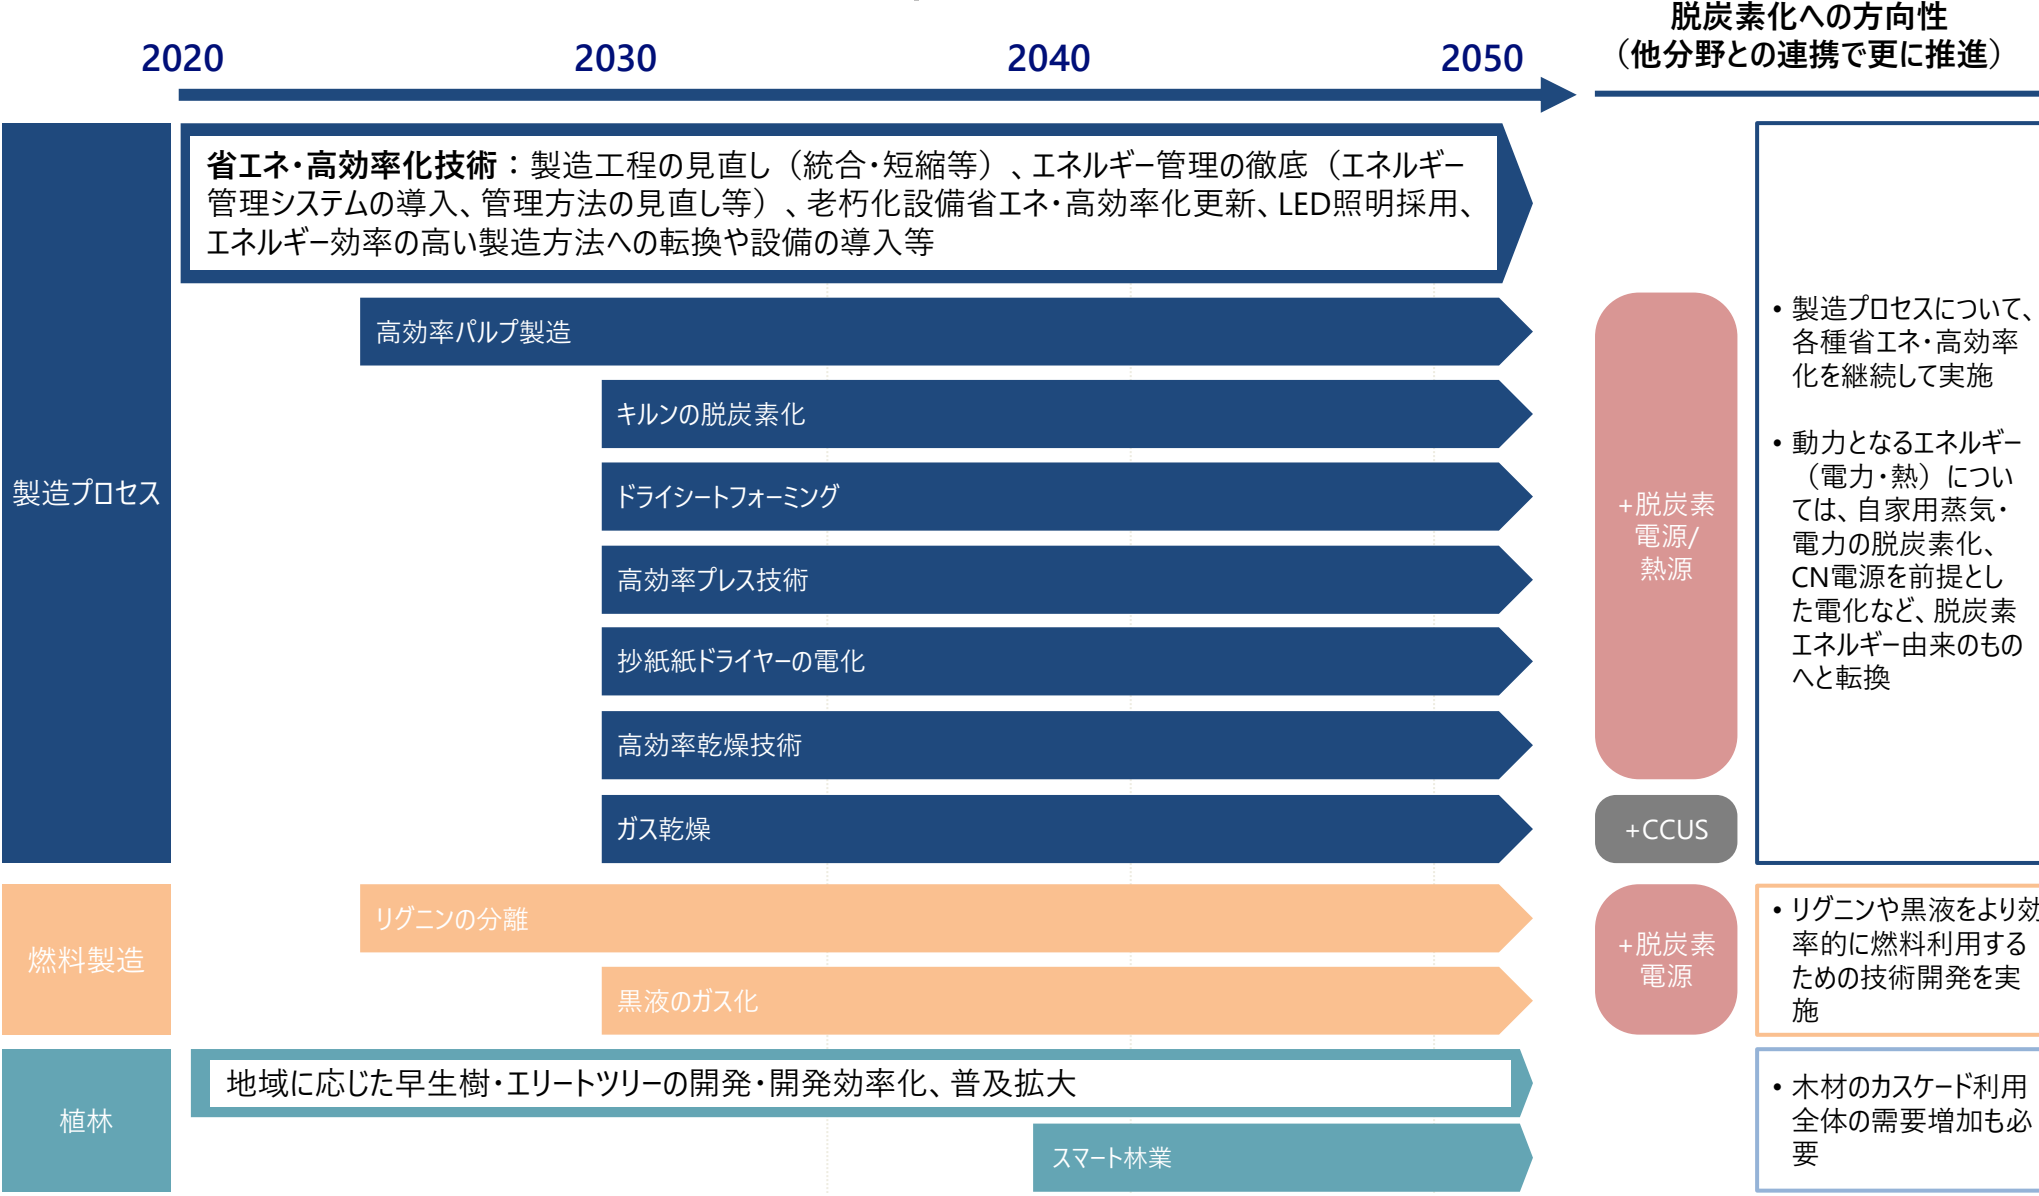 脱炭素化への方向性
（他分野との連携で更に推進）
2020
2030
2040
2050
製造プロセス
省エネ・高効率化技術：製造工程の見直し（統合・短縮等）、エネルギー管理の徹底（エネルギー
管理システムの導入、管理方法の見直し等）、老朽化設備省エネ・高効率化更新、LED照明採用、
エネルギー効率の高い製造方法への転換や設備の導入等
高効率パルプ製造
キルンの脱炭素化
ドライシートフォーミング
高効率プレス技術
抄紙紙ドライヤーの電化
高効率乾燥技術
ガス乾燥
+脱炭素
電源/
熱源
+CCUS
• 製造プロセスについて、
各種省エネ・高効率
化を継続して実施
• 動力となるエネルギー
（電力・熱）につい
ては、自家用蒸気・
電力の脱炭素化、
CN電源を前提とし
た電化など、脱炭素
エネルギー由来のもの
へと転換
燃料製造
リグニンの分離
黒液のガス化
+脱炭素
電源
• リグニンや黒液をより効
率的に燃料利用する
ための技術開発を実
施
植林
地域に応じた早生樹・エリートツリーの開発・開発効率化、普及拡大
スマート林業
• 木材のカスケード利用
全体の需要増加も必
要